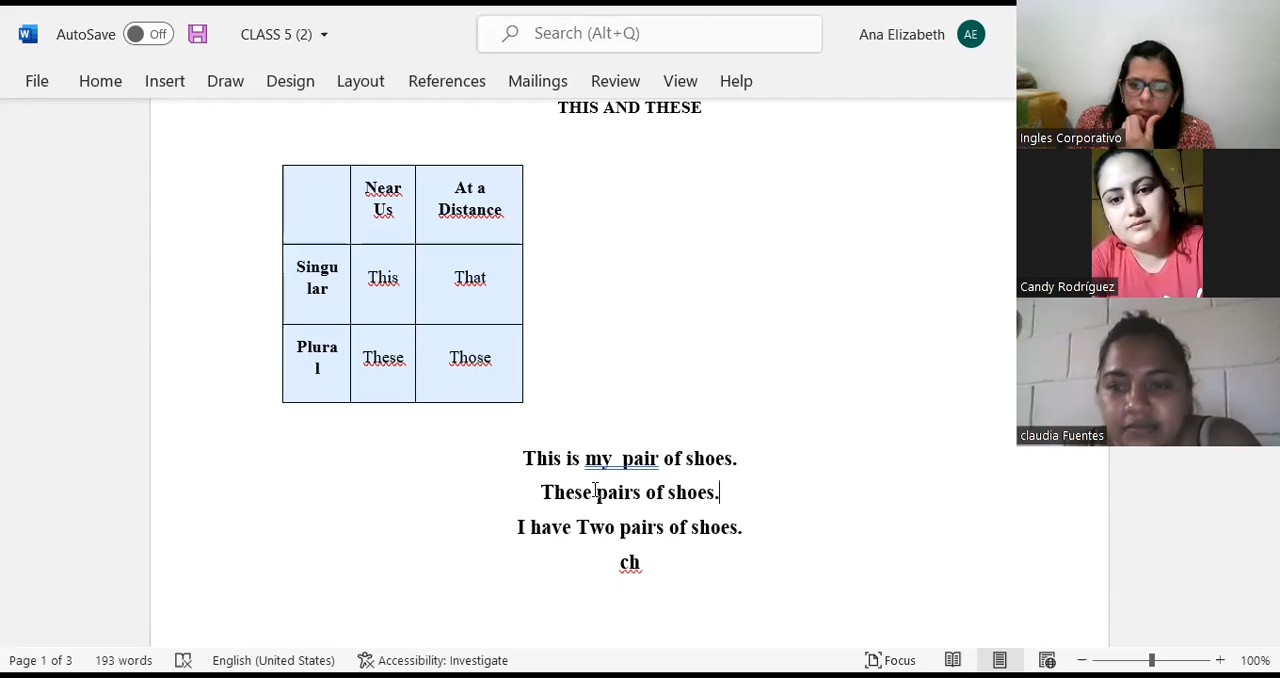 AutoSave Off CLASS 5 (2) Search (Alt+Q) Ana Elizabeth AE
File Home Insert Draw Design Layout References Mailings Review View Help
THIS AND THESE
Near Us At a Distance
Singular This That
Plural These Those
This is my  pair of shoes.
These pairs of shoes.
I have Two pairs of shoes.
ch
Page 1 of 3 193 words English (United States) Accessibility: Investigate Focus 100%
Ingles Corporativo
Candy Rodríguez
claudia Fuentes